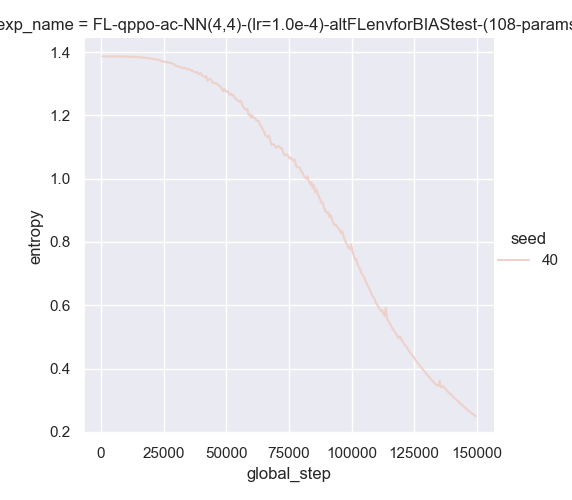 exp_name = FL-qppo-ac-NN(4,4)-(lr=1.0e-4)-altFLenvforBIAStest-(108-params
1.4
1.2
1.0
0.8
0.6
0.4
0.2
entropy
0 25000 50000 75000 100000 125000 150000
global_step
seed
40